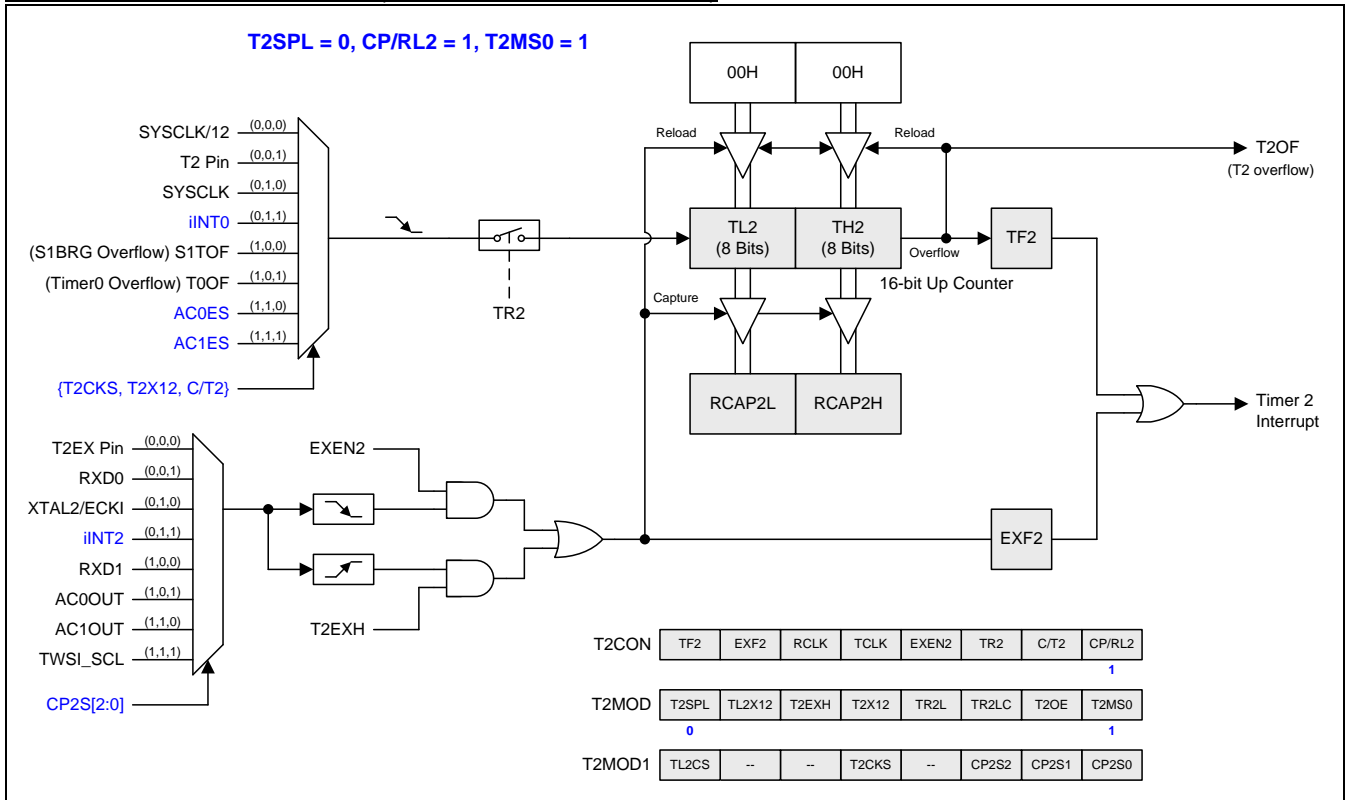 T2SPL = 0, CP/RL2 = 1, T2MS0 = 1
00H
00H
SYSCLK/12 (0,0,0)
T2 Pin (0,0,1)
SYSCLK (0,1,0)
iINT0 (0,1,1)
(S1BRG Overflow) S1TOF (1,0,0)
(Timer0 Overflow) T0OF (1,0,1)
AC0ES (1,1,0)
AC1ES (1,1,1)
{T2CKS, T2X12, C/T2}
TR2
Reload
Reload
T2OF
(T2 overflow)
TL2
(8 Bits)
TH2
(8 Bits)
Overflow
TF2
16-bit Up Counter
Capture
RCAP2L
RCAP2H
Timer 2
Interrupt
T2EX Pin (0,0,0)
RXD0 (0,0,1)
XTAL2/ECKI (0,1,0)
iINT2 (0,1,1)
RXD1 (1,0,0)
AC0OUT (1,0,1)
AC1OUT (1,1,0)
TWSI_SCL (1,1,1)
CP2S[2:0]
EXEN2
T2EXH
EXF2
T2CON TF2 EXF2 RCLK TCLK EXEN2 TR2 C/T2 CP/RL2
1
T2MOD T2SPL TL2X12 T2EXH T2X12 TR2L TR2LC T2OE T2MS0
0 1
T2MOD1 TL2CS -- -- T2CKS -- CP2S2 CP2S1 CP2S0